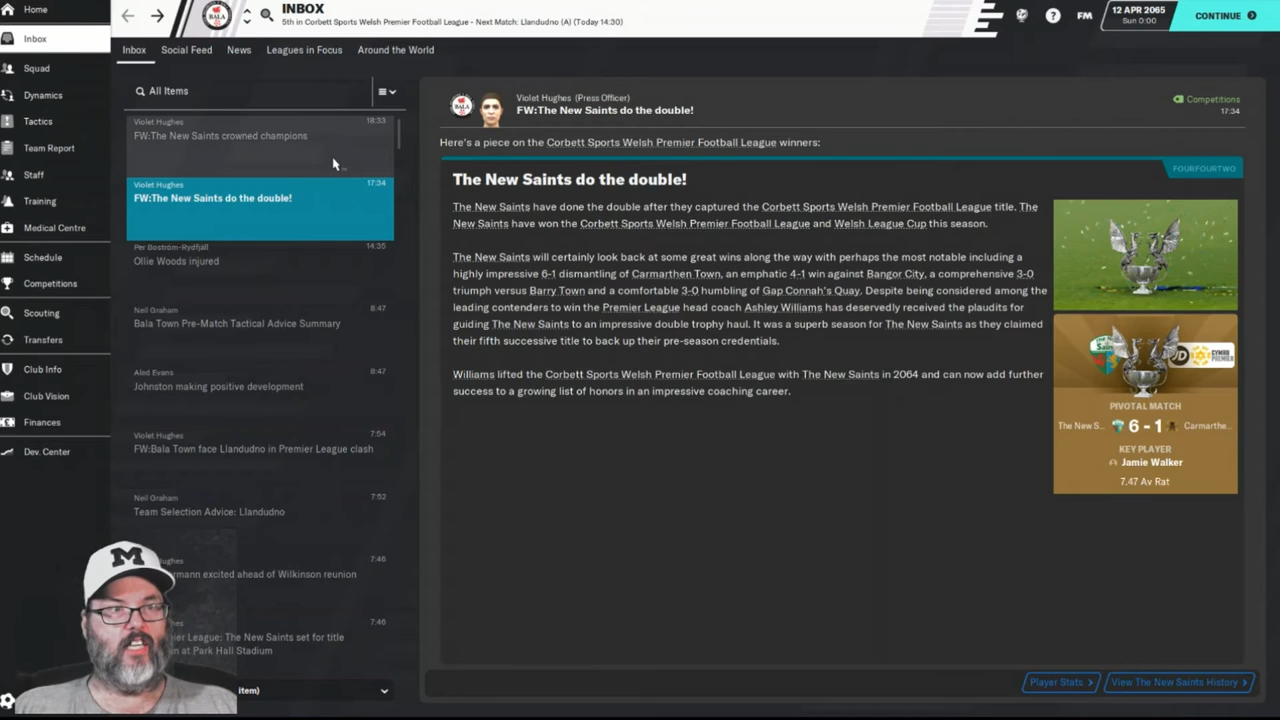 Home
Inbox
Squad
Dynamics
Tactics
Team Report
Staff
Training
Medical Centre
Schedule
Competitions
Scouting
Transfers
Club Info
Club Vision
Finances
Dev. Center
BALA
INBOX
5th in Corbett Sports Welsh Premier Football League - Next Match: Llandudno (A) (Today 14:30)
FM
12 APR 2065
Sun 0:00
CONTINUE
Inbox
Social Feed
News
Leagues in Focus
Around the World
All Items
Violet Hughes
18:33
FW:The New Saints crowned champions
Violet Hughes
17:34
FW:The New Saints do the double!
Per Boström-Rydfjäll
14:35
Ollie Woods injured
Neil Graham
8:47
Bala Town Pre-Match Tactical Advice Summary
Aled Evans
8:47
Johnston making positive development
Violet Hughes
7:54
FW:Bala Town face Llandudno in Premier League clash
Neil Graham
7:52
Team Selection Advice: Llandudno
ughes
7:46
rmann excited ahead of Wilkinson reunion
ughes
7:46
ier League: The New Saints set for title
n at Park Hall Stadium
item)
M
BALA
Violet Hughes (Press Officer)
FW:The New Saints do the double!
Competitions
17:34
Here's a piece on the Corbett Sports Welsh Premier Football League winners:
FOURFOURTWO
The New Saints do the double!
The New Saints have done the double after they captured the Corbett Sports Welsh Premier Football League title. The
New Saints have won the Corbett Sports Welsh Premier Football League and Welsh League Cup this season.
The New Saints will certainly look back at some great wins along the way with perhaps the most notable including a
highly impressive 6-1 dismantling of Carmarthen Town, an emphatic 4-1 win against Bangor City, a comprehensive 3-0
triumph versus Barry Town and a comfortable 3-0 humbling of Gap Connah's Quay. Despite being considered among the
leading contenders to win the Premier League head coach Ashley Williams has deservedly received the plaudits for
guiding The New Saints to an impressive double trophy haul. It was a superb season for The New Saints as they claimed
their fifth successive title to back up their pre-season credentials.
Williams lifted the Corbett Sports Welsh Premier Football League with The New Saints in 2064 and can now add further
success to a growing list of honors in an impressive coaching career.
JD CYMRU PREMIER
PIVOTAL MATCH
The New S... 6 - 1 Carmarthe...
KEY PLAYER
Jamie Walker
7.47 Av Rat
Player Stats >
View The New Saints History >